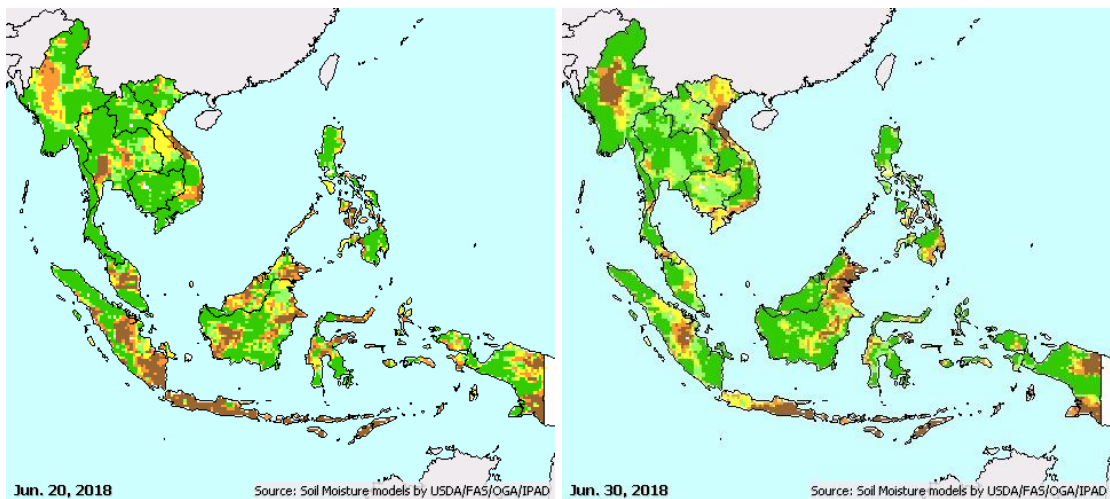 Jun. 20, 2018
Source: Soil Moisture models by USDA/FAS/OGA/IPAD
Jun. 30, 2018
Source: Soil Moisture models by USDA/FAS/OGA/IPAD